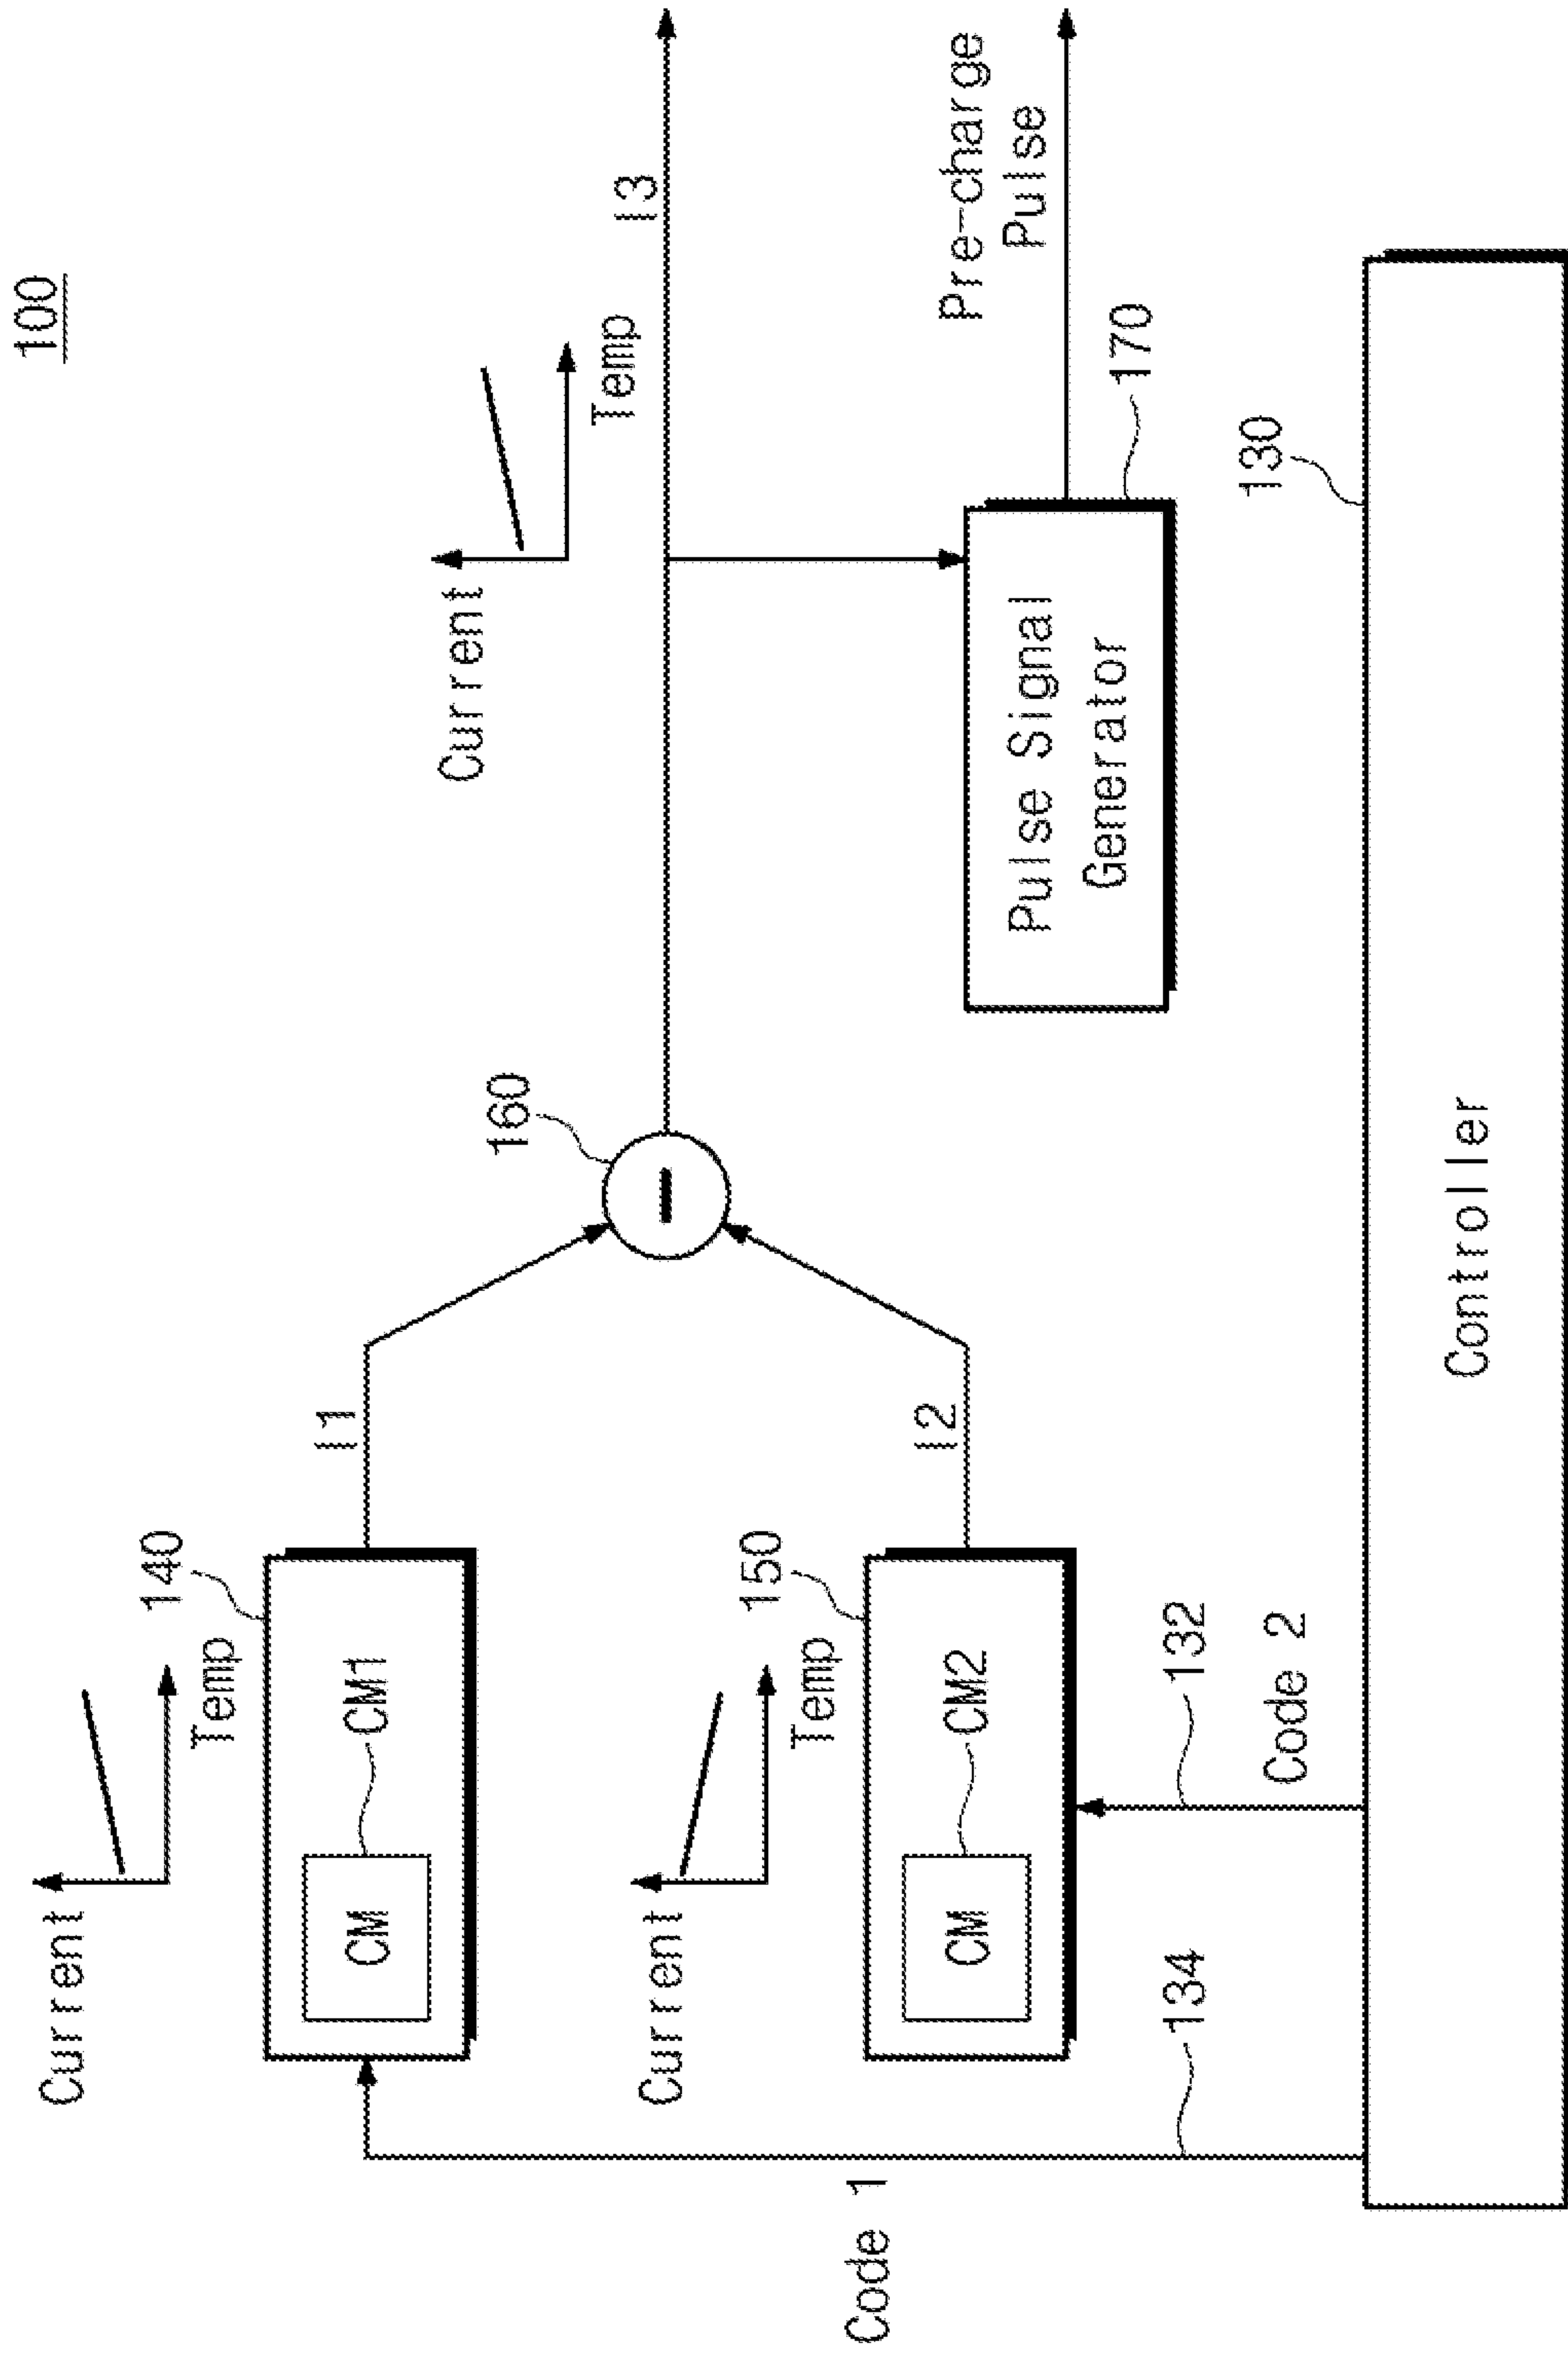 100
Current
Temp
140
CM
CM1
I1
Current
Temp
150
CM
CM2
I2
160
Current
Temp
I3
Pulse Signal
Generator
170
Pre-charge
Pulse
Code 1
134
132
Code 2
130
Controller